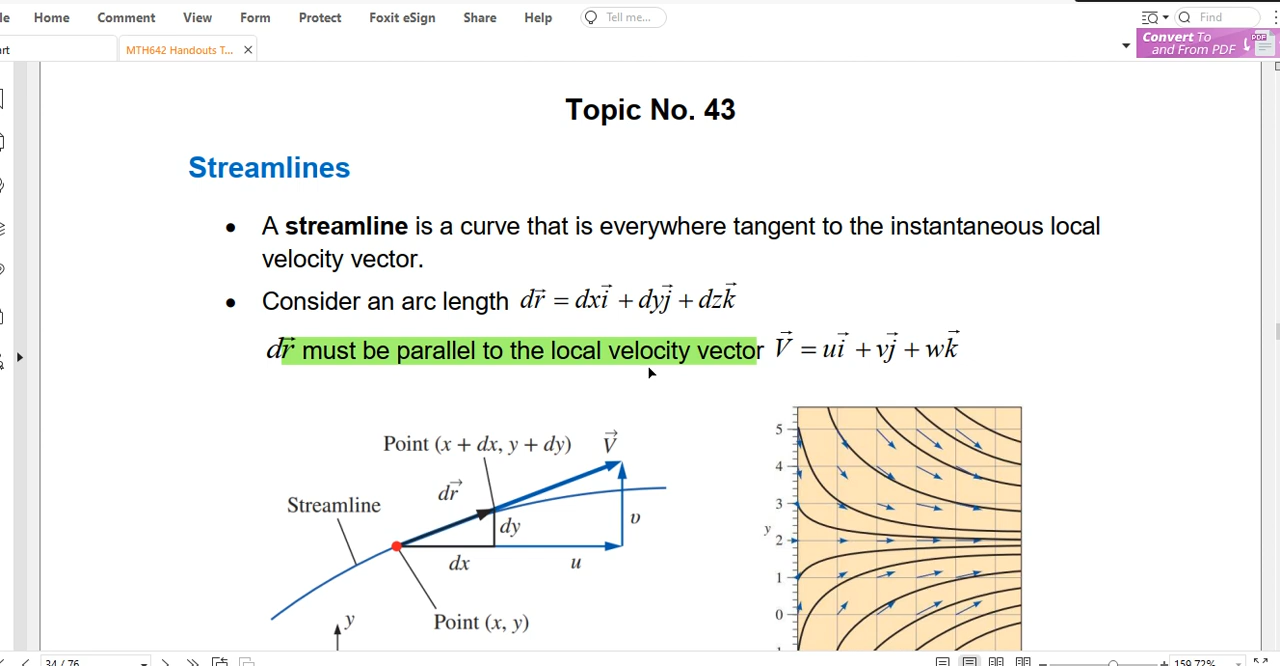 le Home Comment View Form Protect Foxit eSign Share Help Tell me... Find
rt MTH642 Handouts T... Convert To and From PDF PDF
Topic No. 43
Streamlines
• A streamline is a curve that is everywhere tangent to the instantaneous local
velocity vector.
• Consider an arc length dr⃗ = dxi⃗ + dyj⃗ + dzk⃗
dr⃗ must be parallel to the local velocity vector V⃗ = ui⃗ + vj⃗ + wk⃗
Point (x + dx, y + dy) V⃗
dr⃗
Streamline
dy
υ
dx
u
Point (x, y)
y
5
4
3
y 2
1
0
34 / 76 159.72%